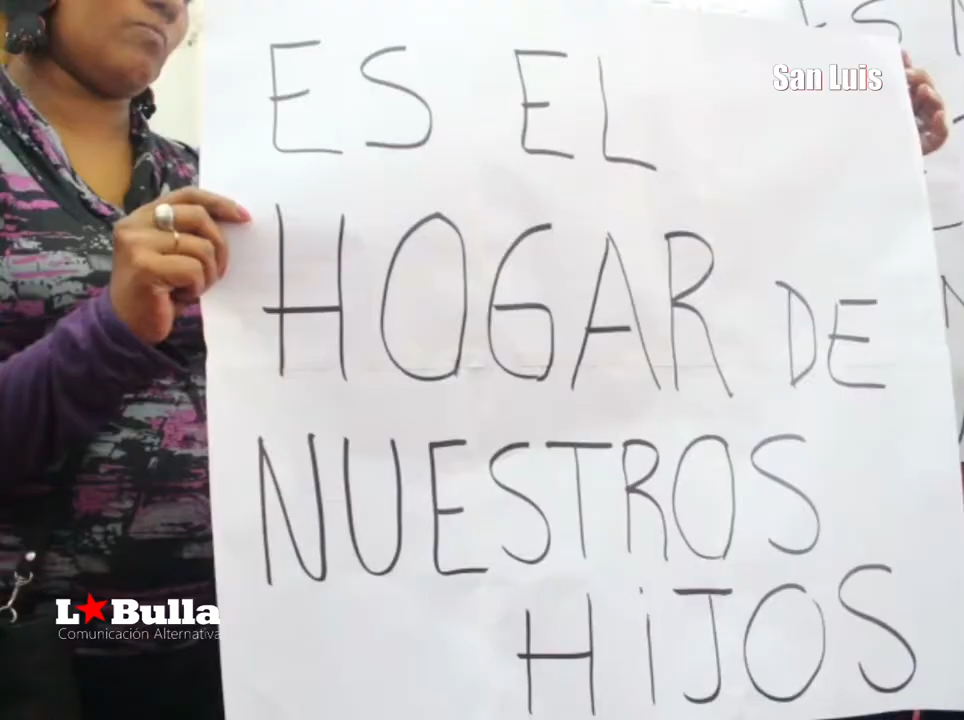 San Luis
ES EL
HOGAR DE
NUESTROS
HiJOS
L★Bulla
Comunicación Alternativa